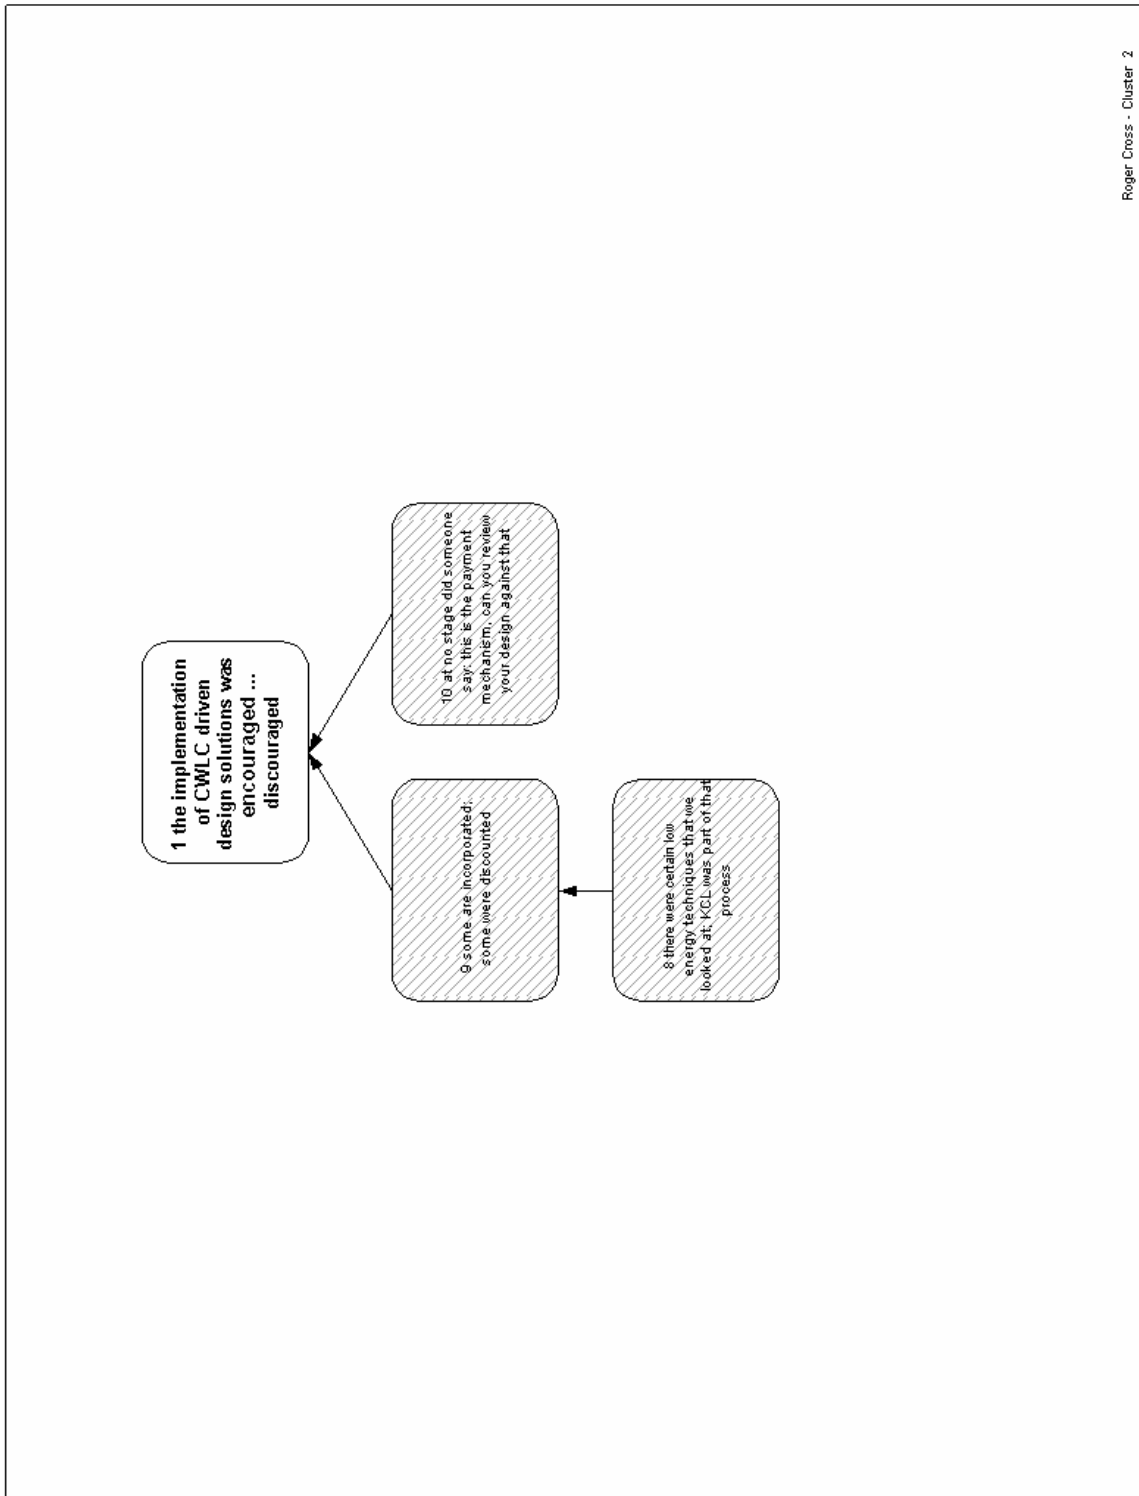 1 the implementation
of CWLC driven
design solutions was
encouraged ...
discouraged
9 some are incorporated;
some were discounted
10 at no stage did someone
say: this is the payment
mechanism, can you review
your design against that
8 there were certain low
energy techniques that we
looked at; KCL was part of that
process
Roger Cross - Cluster 2